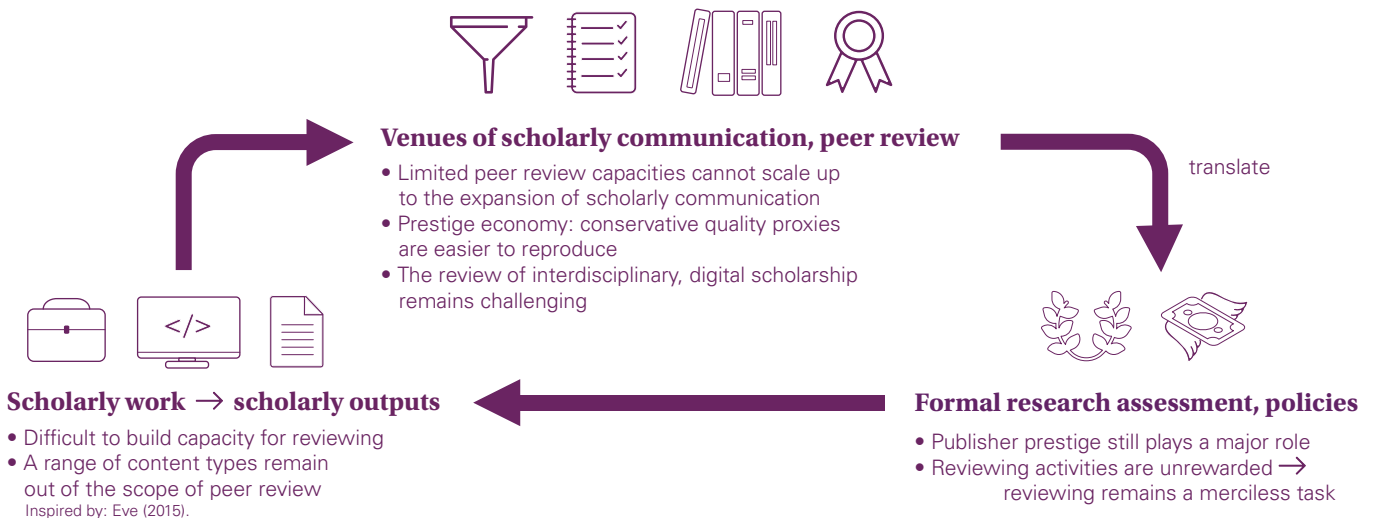 Venues of scholarly communication, peer review
• Limited peer review capacities cannot scale up
to the expansion of scholarly communication
• Prestige economy: conservative quality proxies
are easier to reproduce
• The review of interdisciplinary, digital scholarship
remains challenging
translate
</>
Scholarly work → scholarly outputs
• Difficult to build capacity for reviewing
• A range of content types remain
out of the scope of peer review
Inspired by: Eve (2015).
Formal research assessment, policies
• Publisher prestige still plays a major role
• Reviewing activities are unrewarded →
reviewing remains a merciless task